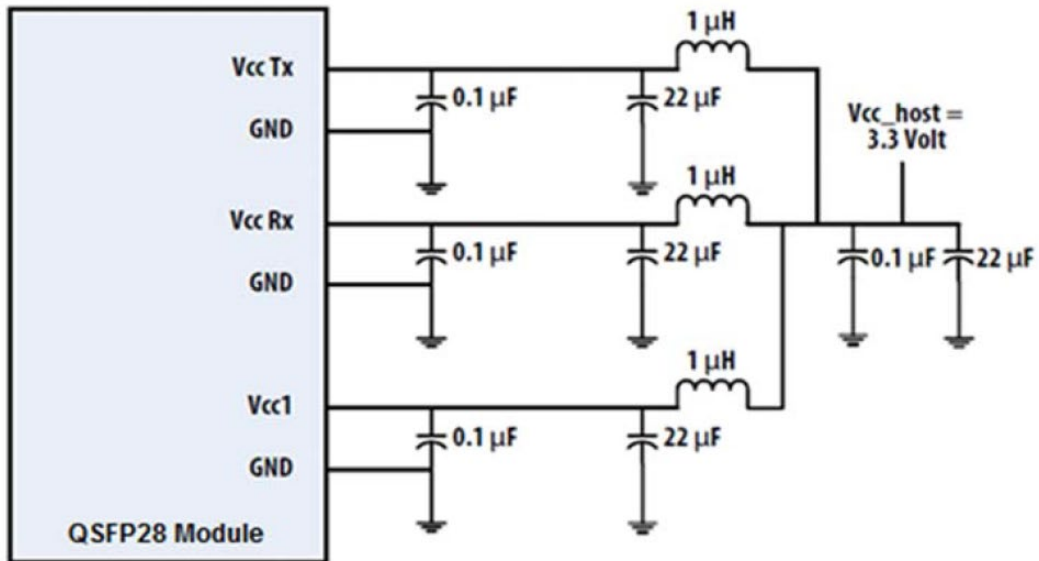 1 μH
Vcc Tx
0.1 μF
22 μF
Vcc_host =
3.3 Volt
GND
1 μH
Vcc Rx
0.1 μF
22 μF
0.1 μF
22 μF
GND
1 μH
Vcc1
0.1 μF
22 μF
GND
QSFP28 Module